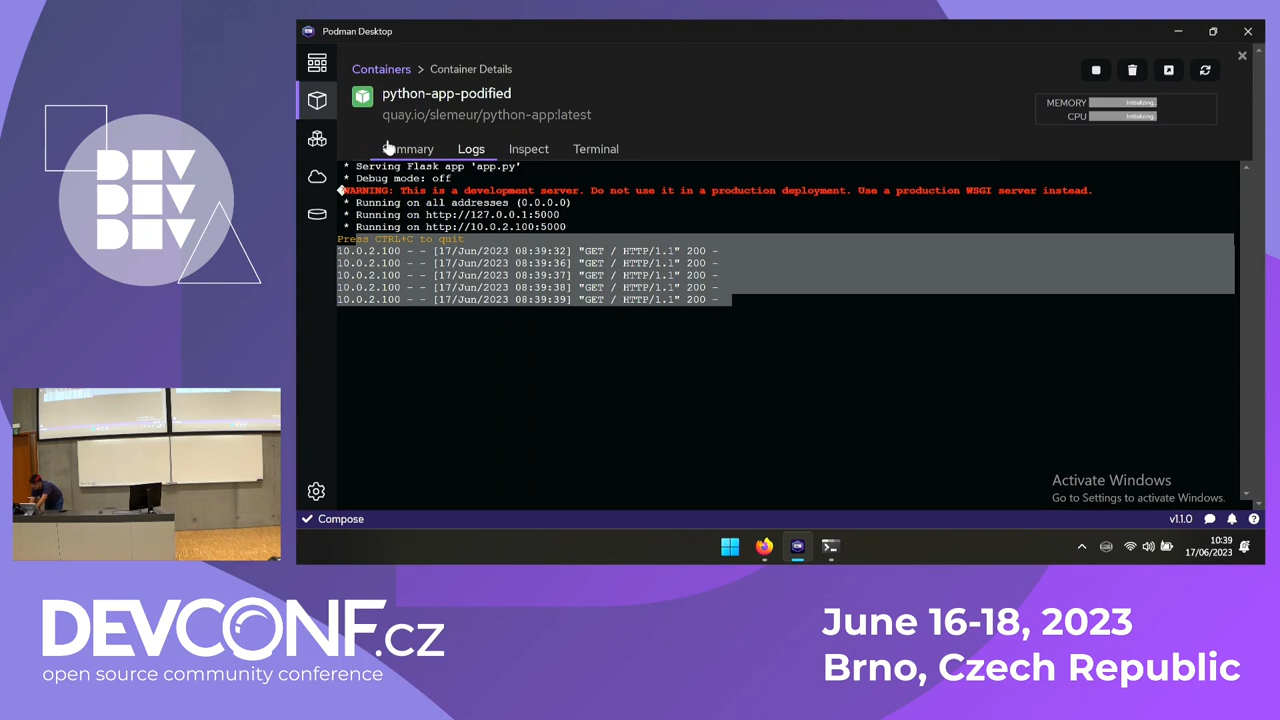 DEV
DEV
DEV
Podman Desktop
Containers > Container Details
python-app-podified
quay.io/slemeur/python-app:latest
MEMORY Initializing.
CPU Initializing.
Summary Logs Inspect Terminal
* Serving Flask app 'app.py'
* Debug mode: off
WARNING: This is a development server. Do not use it in a production deployment. Use a production WSGI server instead.
* Running on all addresses (0.0.0.0)
* Running on http://127.0.0.1:5000
* Running on http://10.0.2.100:5000
Press CTRL+C to quit
10.0.2.100 - - [17/Jun/2023 08:39:32] "GET / HTTP/1.1" 200 -
10.0.2.100 - - [17/Jun/2023 08:39:36] "GET / HTTP/1.1" 200 -
10.0.2.100 - - [17/Jun/2023 08:39:37] "GET / HTTP/1.1" 200 -
10.0.2.100 - - [17/Jun/2023 08:39:38] "GET / HTTP/1.1" 200 -
10.0.2.100 - - [17/Jun/2023 08:39:39] "GET / HTTP/1.1" 200 -
Activate Windows
Go to Settings to activate Windows.
Compose
v1.1.0
10:39
17/06/2023
DEVCONF.cz
open source community conference
June 16-18, 2023
Brno, Czech Republic